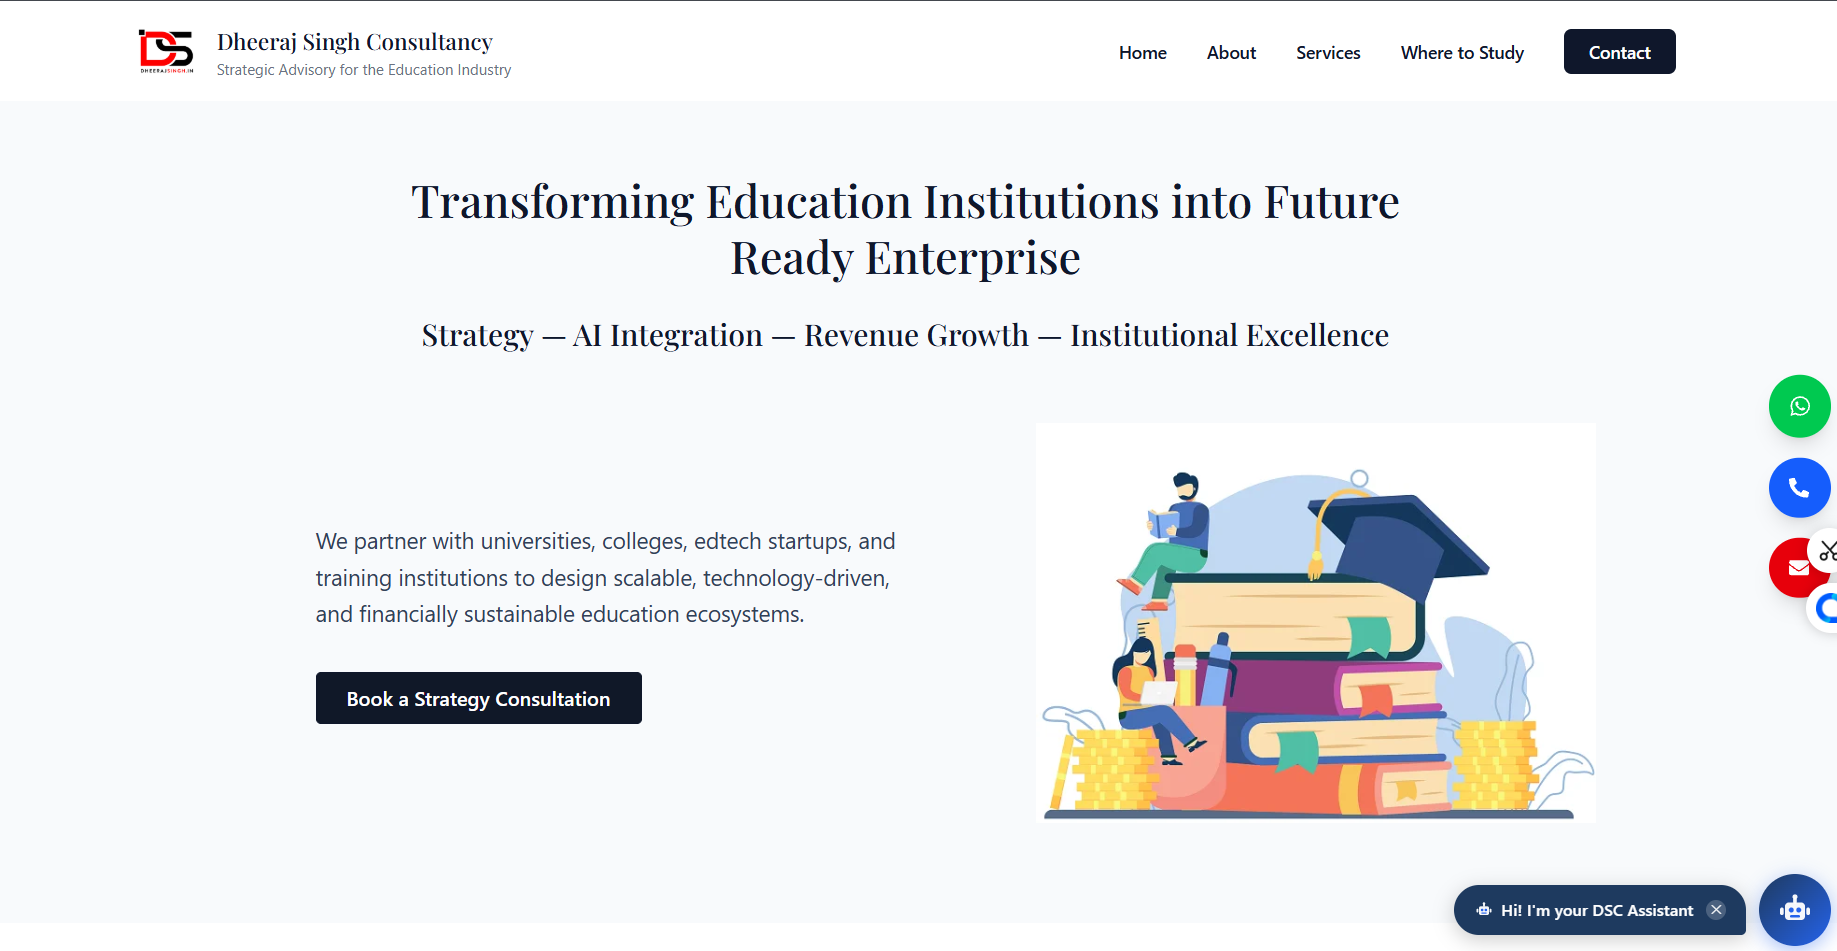 DS
DHEERAJSINGH.IN
Dheeraj Singh Consultancy
Strategic Advisory for the Education Industry
Home
About
Services
Where to Study
Contact
Transforming Education Institutions into Future
Ready Enterprise
Strategy — AI Integration — Revenue Growth — Institutional Excellence
We partner with universities, colleges, edtech startups, and
training institutions to design scalable, technology-driven,
and financially sustainable education ecosystems.
Book a Strategy Consultation
Hi! I'm your DSC Assistant